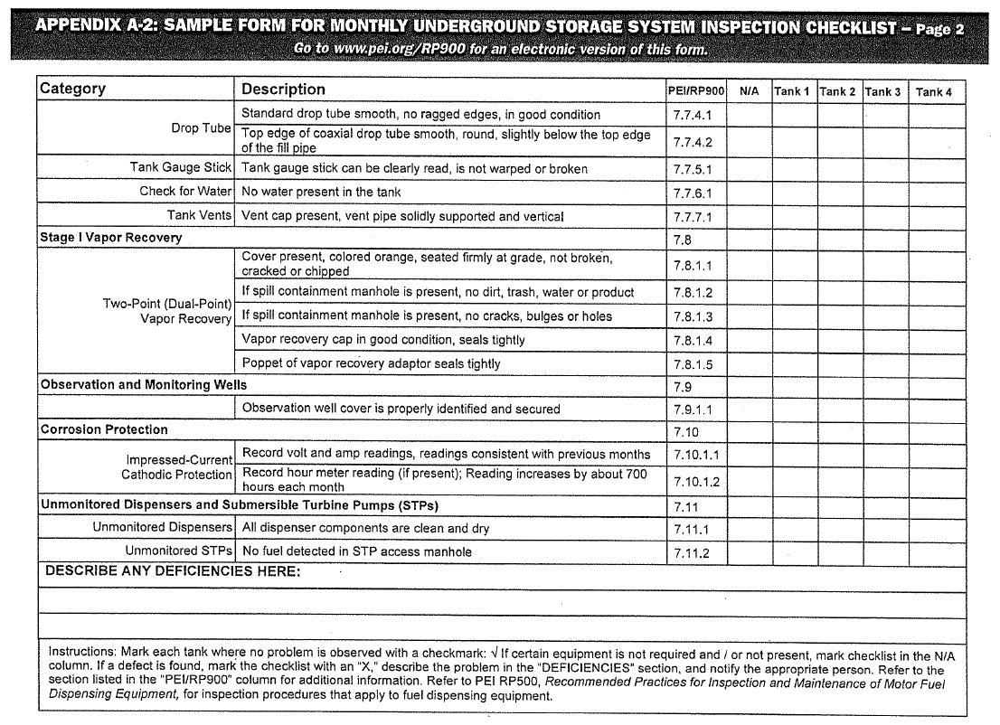 APPENDIX A-2: SAMPLE FORM FOR MONTHLY UNDERGROUND STORAGE SYSTEM INSPECTION CHECKLIST – Page 2
Go to www.pei.org/RP900 for an electronic version of this form.
Category Description PEI/RP900 N/A Tank 1 Tank 2 Tank 3 Tank 4
Drop Tube
Standard drop tube smooth, no ragged edges, in good condition 7.7.4.1
Top edge of coaxial drop tube smooth, round, slightly below the top edge
of the fill pipe 7.7.4.2
Tank Gauge Stick Tank gauge stick can be clearly read, is not warped or broken 7.7.5.1
Check for Water No water present in the tank 7.7.6.1
Tank Vents Vent cap present, vent pipe solidly supported and vertical 7.7.7.1
Stage I Vapor Recovery 7.8
Two-Point (Dual-Point)
Vapor Recovery
Cover present, colored orange, seated firmly at grade, not broken,
cracked or chipped 7.8.1.1
If spill containment manhole is present, no dirt, trash, water or product 7.8.1.2
If spill containment manhole is present, no cracks, bulges or holes 7.8.1.3
Vapor recovery cap in good condition, seals tightly 7.8.1.4
Poppet of vapor recovery adaptor seals tightly 7.8.1.5
Observation and Monitoring Wells 7.9
Observation well cover is properly identified and secured 7.9.1.1
Corrosion Protection 7.10
Impressed-Current
Cathodic Protection
Record volt and amp readings, readings consistent with previous months 7.10.1.1
Record hour meter reading (if present); Reading increases by about 700
hours each month 7.10.1.2
Unmonitored Dispensers and Submersible Turbine Pumps (STPs) 7.11
Unmonitored Dispensers All dispenser components are clean and dry 7.11.1
Unmonitored STPs No fuel detected in STP access manhole 7.11.2
DESCRIBE ANY DEFICIENCIES HERE:
Instructions: Mark each tank where no problem is observed with a checkmark: √ If certain equipment is not required and / or not present, mark checklist in the N/A
column. If a defect is found, mark the checklist with an "X," describe the problem in the "DEFICIENCIES" section, and notify the appropriate person. Refer to the
section listed in the "PEI/RP900" column for additional information. Refer to PEI RP500, Recommended Practices for Inspection and Maintenance of Motor Fuel
Dispensing Equipment, for inspection procedures that apply to fuel dispensing equipment.